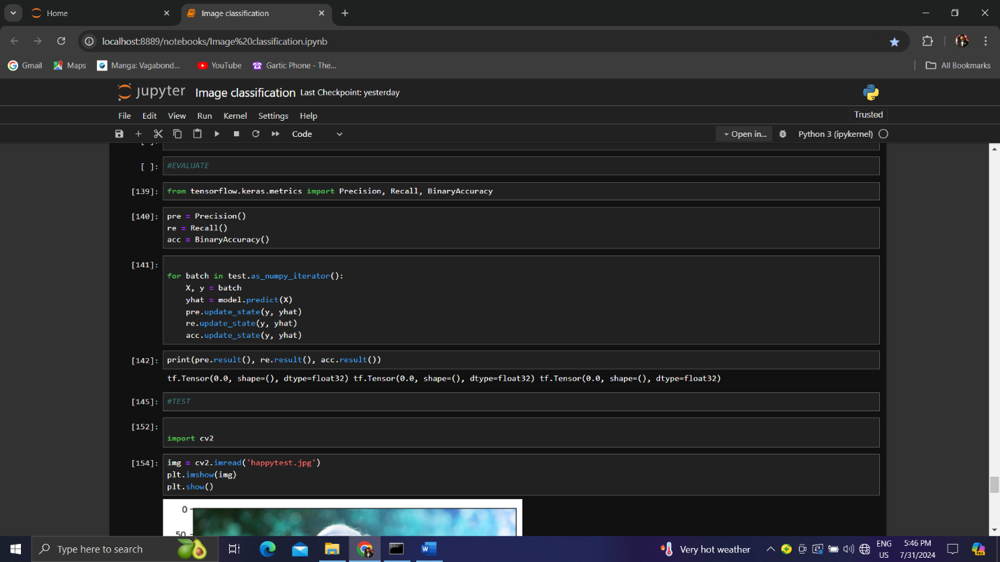 Home
Image classification
localhost:8889/notebooks/Image%20classification.ipynb
Gmail
Maps
Manga: Vagabond...
YouTube
Gartic Phone - The...
All Bookmarks
jupyter Image classification Last Checkpoint: yesterday
File Edit View Run Kernel Settings Help
Trusted
Code
Open in...
Python 3 (ipykernel)
[ ]: #EVALUATE
[139]: from tensorflow.keras.metrics import Precision, Recall, BinaryAccuracy
[140]: pre = Precision()
re = Recall()
acc = BinaryAccuracy()
[141]:
for batch in test.as_numpy_iterator():
    X, y = batch
    yhat = model.predict(X)
    pre.update_state(y, yhat)
    re.update_state(y, yhat)
    acc.update_state(y, yhat)
[142]: print(pre.result(), re.result(), acc.result())
tf.Tensor(0.0, shape=(), dtype=float32) tf.Tensor(0.0, shape=(), dtype=float32) tf.Tensor(0.0, shape=(), dtype=float32)
[145]: #TEST
[152]:
import cv2
[154]: img = cv2.imread('happytest.jpg')
plt.imshow(img)
plt.show()
0
50
Type here to search
Very hot weather
ENG
US
5:46 PM
7/31/2024